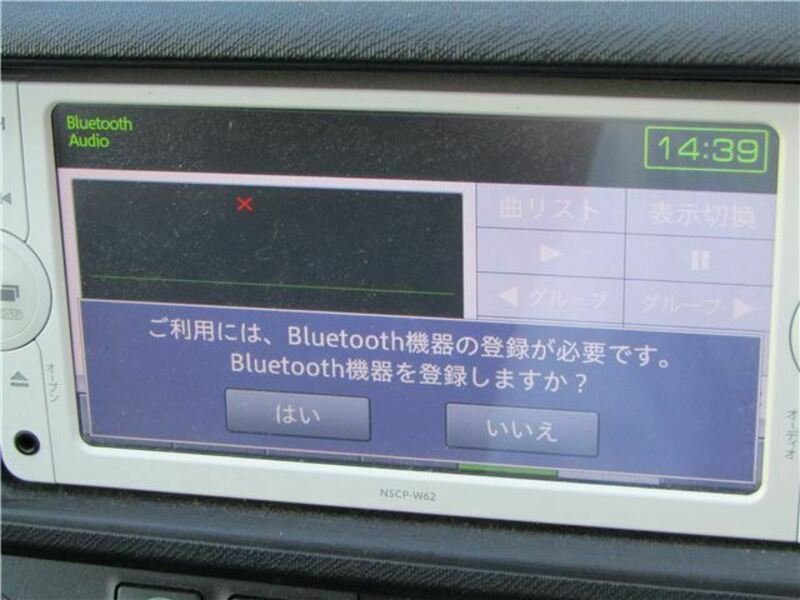 Bluetooth
Audio
14:39
曲リスト
表示切換
グループ
グループ
ご利用には、Bluetooth機器の登録が必要です。
Bluetooth機器を登録しますか？
はい
いいえ
オープン
オーディオ
NSCP-W62